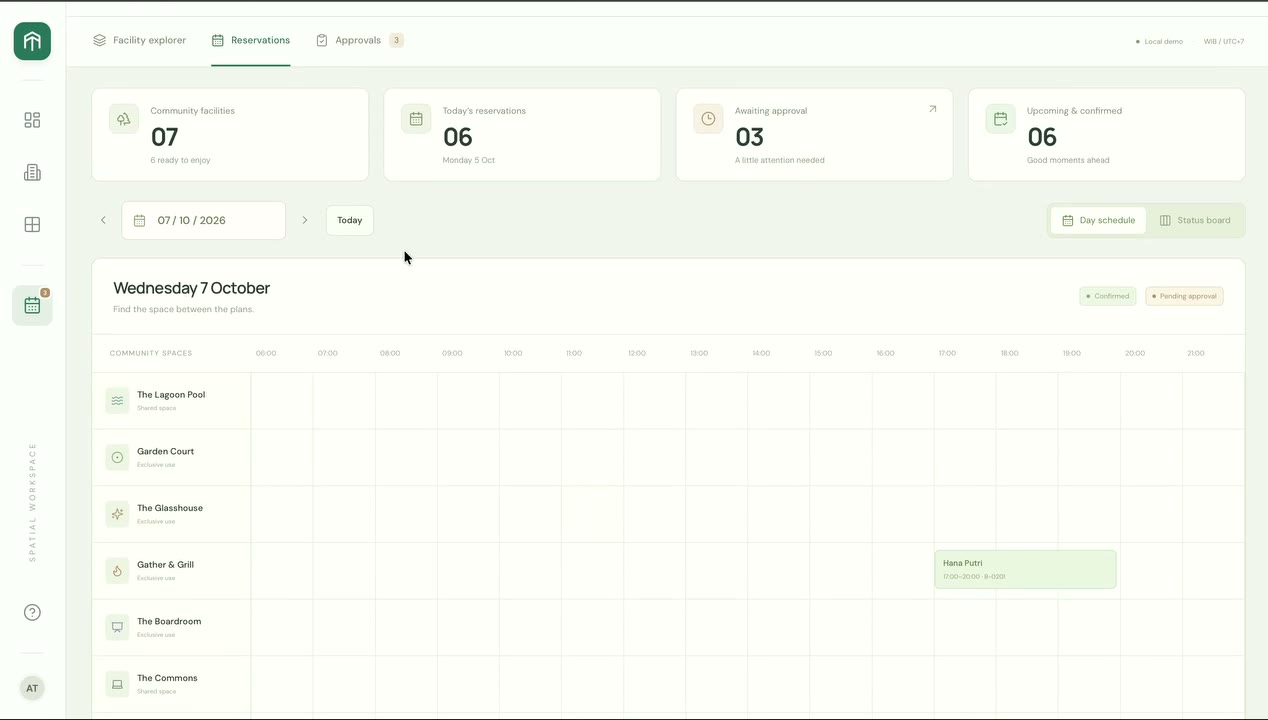 Facility explorer
Reservations
Approvals 3
Local demo
WIB / UTC+7
Community facilities
07
6 ready to enjoy
Today's reservations
06
Monday 5 Oct
Awaiting approval
03
A little attention needed
Upcoming & confirmed
06
Good moments ahead
07 / 10 / 2026
Today
Day schedule
Status board
3
Wednesday 7 October
Find the space between the plans.
Confirmed
Pending approval
COMMUNITY SPACES 06:00 07:00 08:00 09:00 10:00 11:00 12:00 13:00 14:00 15:00 16:00 17:00 18:00 19:00 20:00 21:00
The Lagoon Pool
Shared space
Garden Court
Exclusive use
The Glasshouse
Exclusive use
Gather & Grill
Exclusive use
Hana Putri
17:00–20:00 · B-0201
The Boardroom
Exclusive use
The Commons
Shared space
SPATIAL WORKSPACE
AT